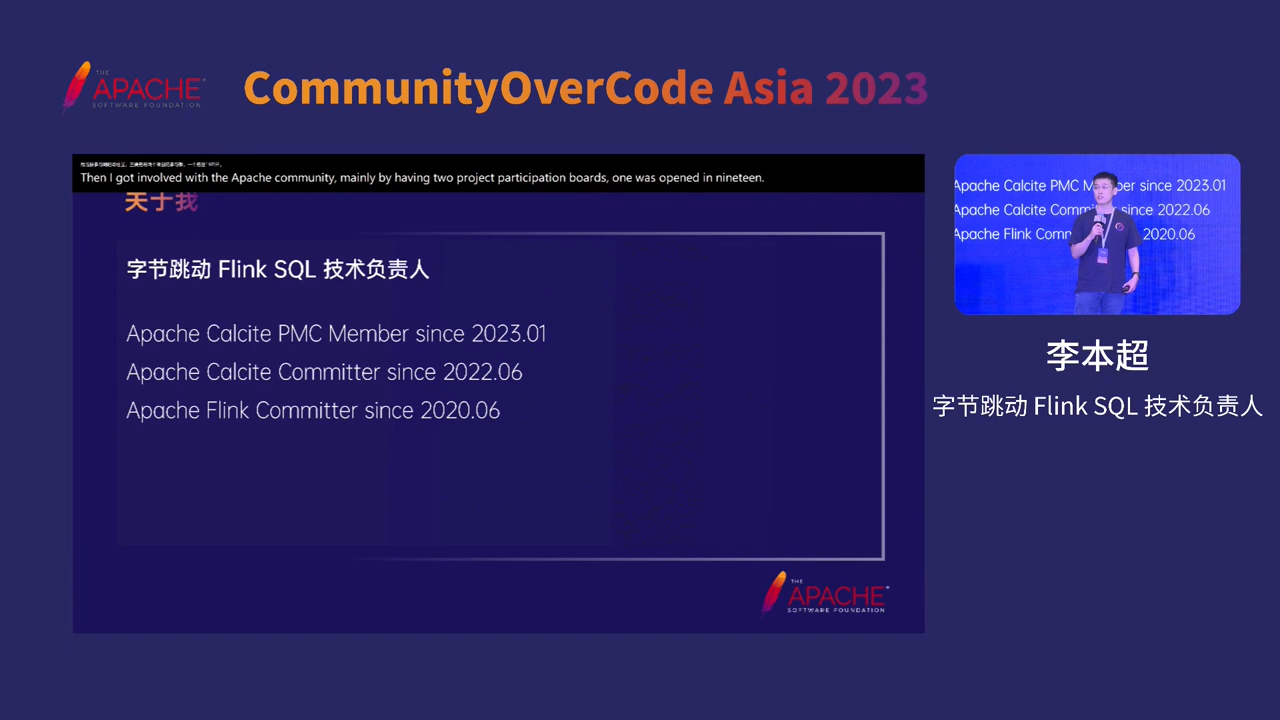 THE
APACHE
SOFTWARE FOUNDATION
CommunityOverCode Asia 2023
Then I got involved with the Apache community, mainly by having two project participation boards, one was opened in nineteen.
关于我
字节跳动 Flink SQL 技术负责人
Apache Calcite PMC Member since 2023.01
Apache Calcite Committer since 2022.06
Apache Flink Committer since 2020.06
THE
APACHE
SOFTWARE FOUNDATION
Apache Calcite PMC M ber since 2023.01
Apache Calcite Comm since 2022.06
Apache Flink Comm 2020.06
李本超
字节跳动 Flink SQL 技术负责人